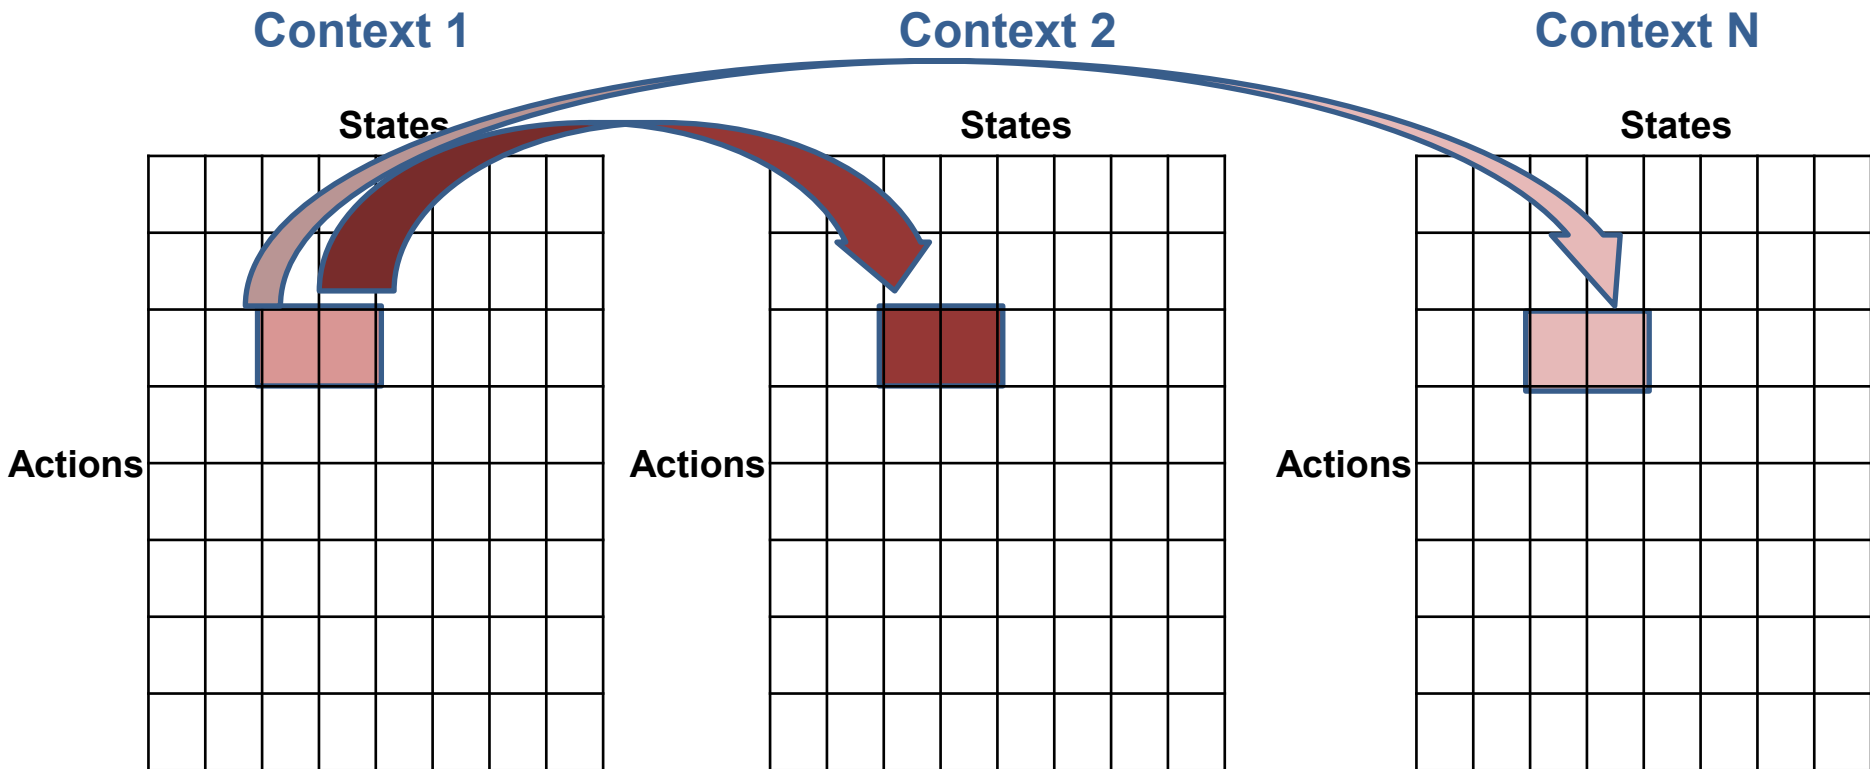 Context 1
Context 2
Context N
States
States
States
Actions
Actions
Actions